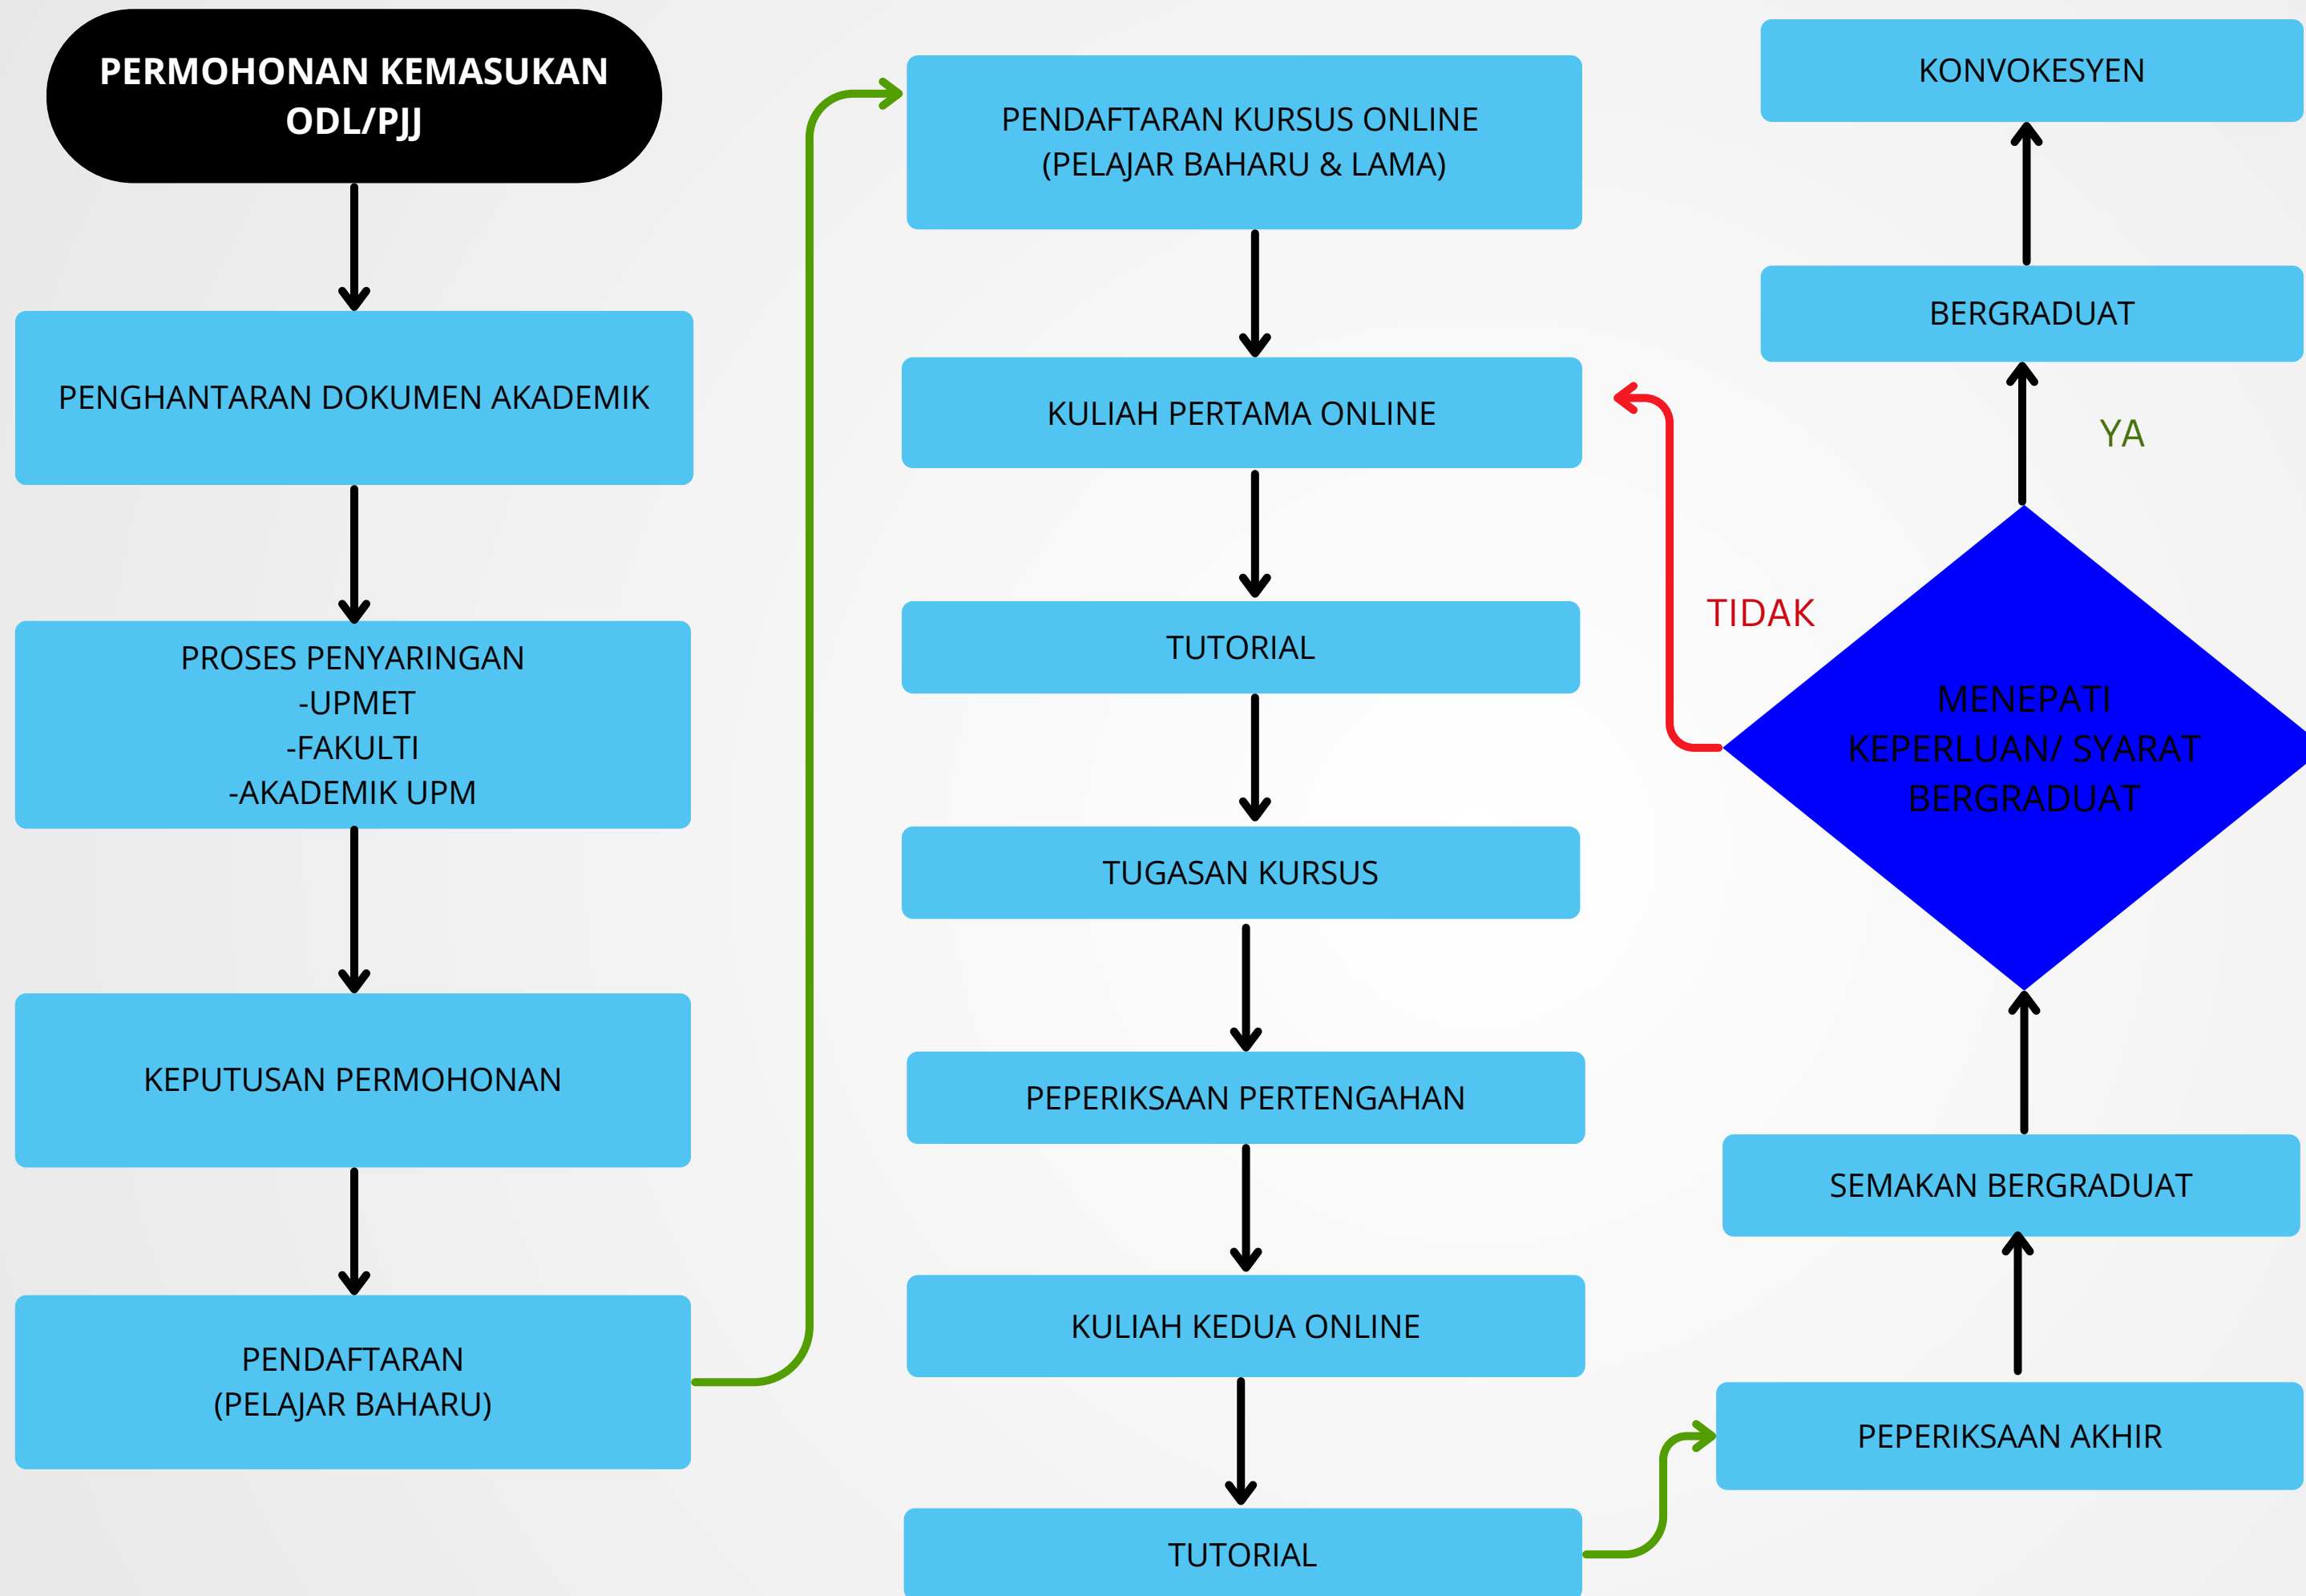 PERMOHONAN KEMASUKAN
ODL/PJJ
PENGHANTARAN DOKUMEN AKADEMIK
PROSES PENYARINGAN
-UPMET
-FAKULTI
-AKADEMIK UPM
KEPUTUSAN PERMOHONAN
PENDAFTARAN
(PELAJAR BAHARU)
PENDAFTARAN KURSUS ONLINE
(PELAJAR BAHARU & LAMA)
KULIAH PERTAMA ONLINE
TUTORIAL
TUGASAN KURSUS
PEPERIKSAAN PERTENGAHAN
KULIAH KEDUA ONLINE
TUTORIAL
PEPERIKSAAN AKHIR
SEMAKAN BERGRADUAT
MENEPATI
KEPERLUAN/ SYARAT
BERGRADUAT
TIDAK
YA
BERGRADUAT
KONVOKESYEN